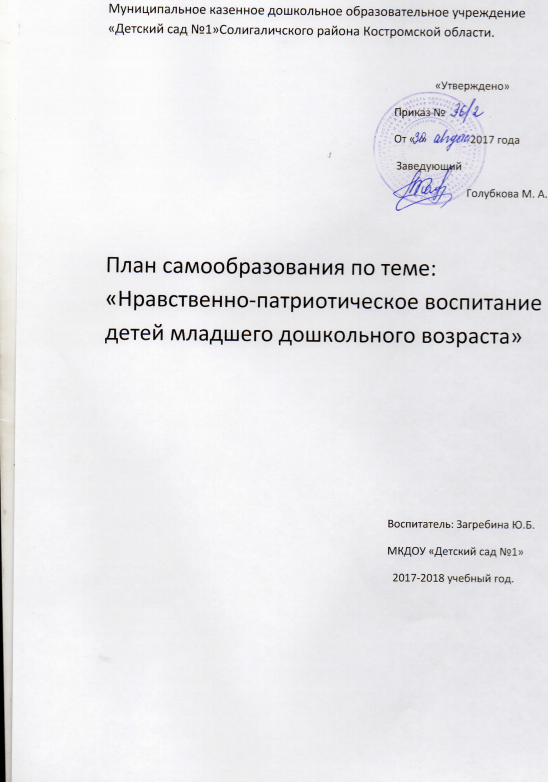 Муниципальное казенное дошкольное образовательное учреждение
«Детский сад №1»Солигаличского района Костромской области.
«Утверждено»
Приказ № 36/2
От «30 2017 года
Заведующий
Голубкова М. А.
План самообразования по теме:
«Нравственно-патриотическое воспитание
детей младшего дошкольного возраста»
Воспитатель: Загребина Ю.Б.
МКДОУ «Детский сад №1»
2017-2018 учебный год.